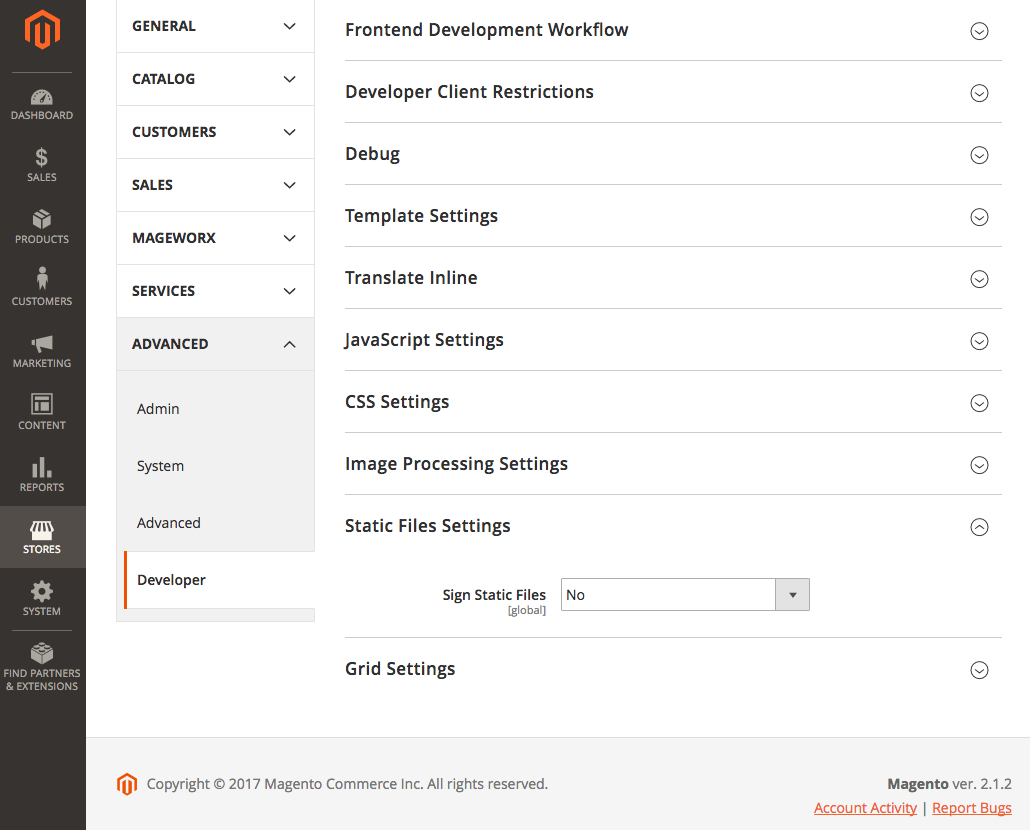 DASHBOARD
SALES
PRODUCTS
CUSTOMERS
MARKETING
CONTENT
REPORTS
STORES
SYSTEM
FIND PARTNERS
& EXTENSIONS
GENERAL
CATALOG
CUSTOMERS
SALES
MAGEWORX
SERVICES
ADVANCED
Admin
System
Advanced
Developer
Frontend Development Workflow
Developer Client Restrictions
Debug
Template Settings
Translate Inline
JavaScript Settings
CSS Settings
Image Processing Settings
Static Files Settings
Sign Static Files No
[global]
Grid Settings
Copyright © 2017 Magento Commerce Inc. All rights reserved.
Magento ver. 2.1.2
Account Activity | Report Bugs